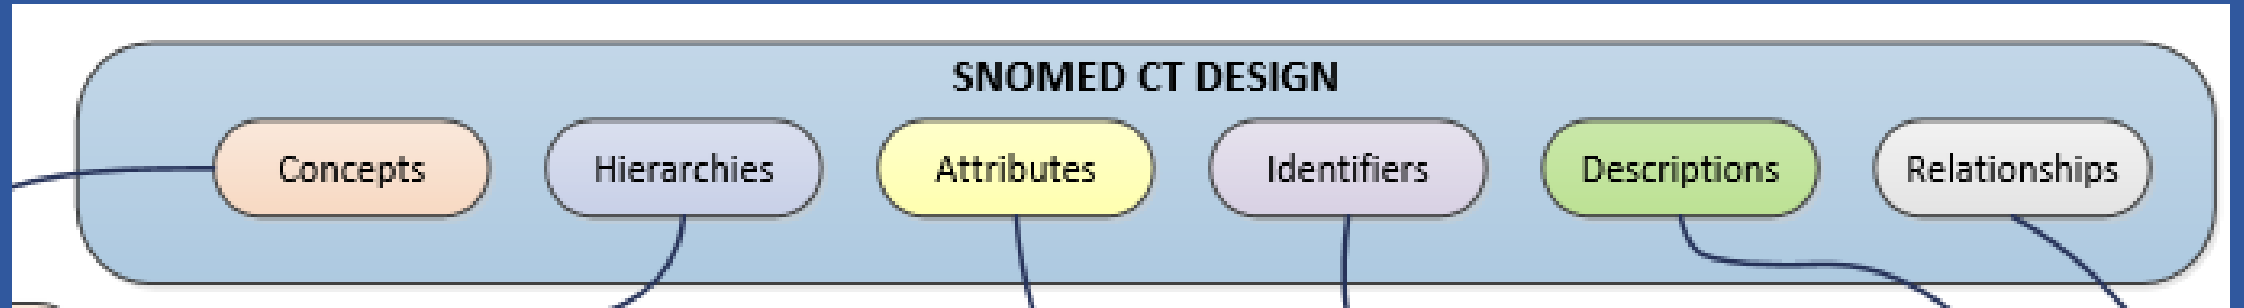 SNOMED CT DESIGN
Concepts
Hierarchies
Attributes
Identifiers
Descriptions
Relationships